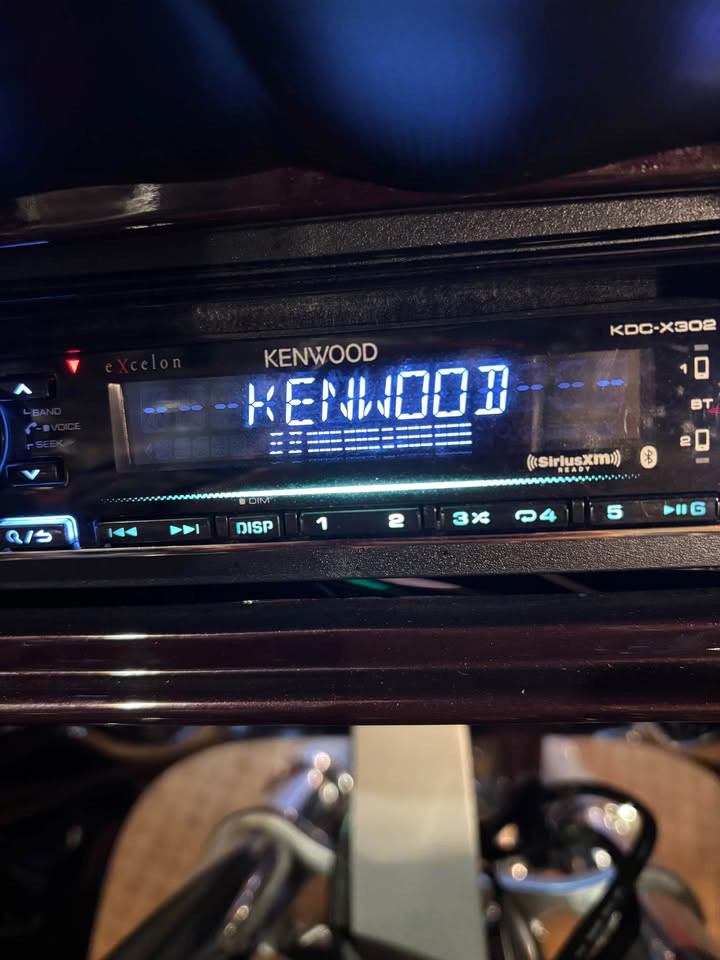 KDC-X302
eXcelon
KENWOOD
KENWOOD
1
BT
2
BAND
VOICE
SEEK
((SiriusXM))
READY
DIM
DISP
1 2
3 4
5 6